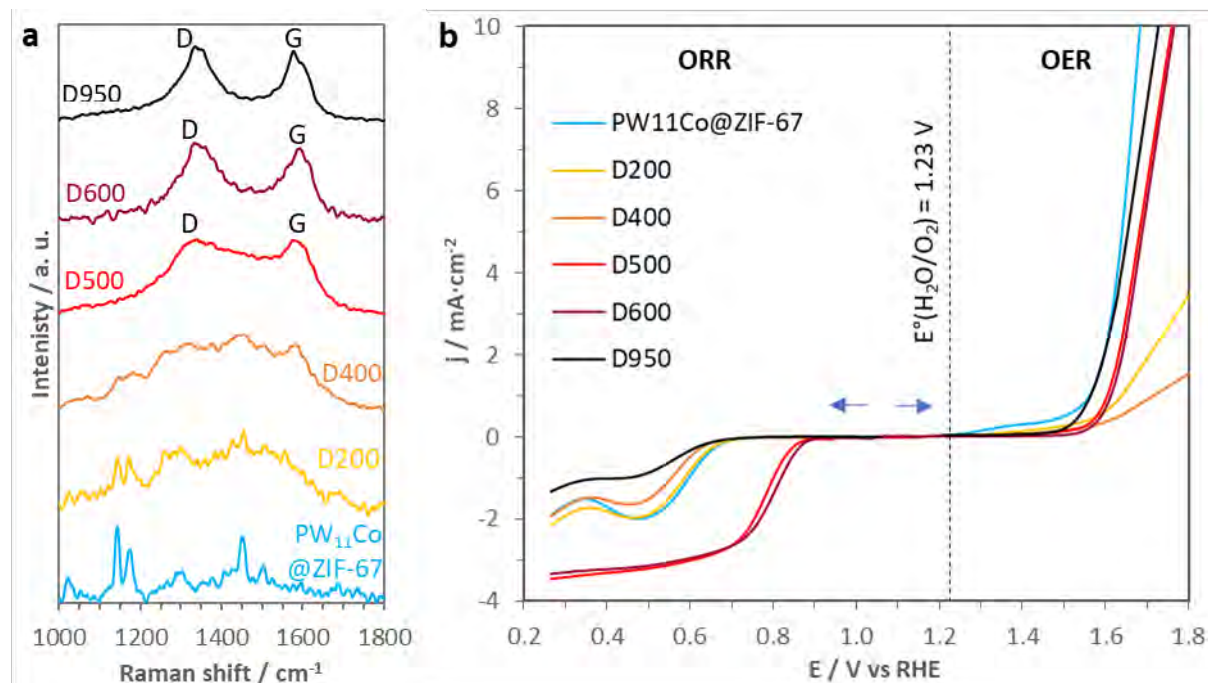 a
D G
D950
D G
D600
D G
D500
D400
D200
PW₁₁Co
@ZIF-67
Intenisty / a. u.
1000 1200 1400 1600 1800
Raman shift / cm⁻¹
b
ORR
OER
PW11Co@ZIF-67
D200
D400
D500
D600
D950
E°(H₂O/O₂) = 1.23 V
j / mA·cm⁻²
10
8
6
4
2
0
-2
-4
0.2 0.4 0.6 0.8 1.0 1.2 1.4 1.6 1.8
E / V vs RHE